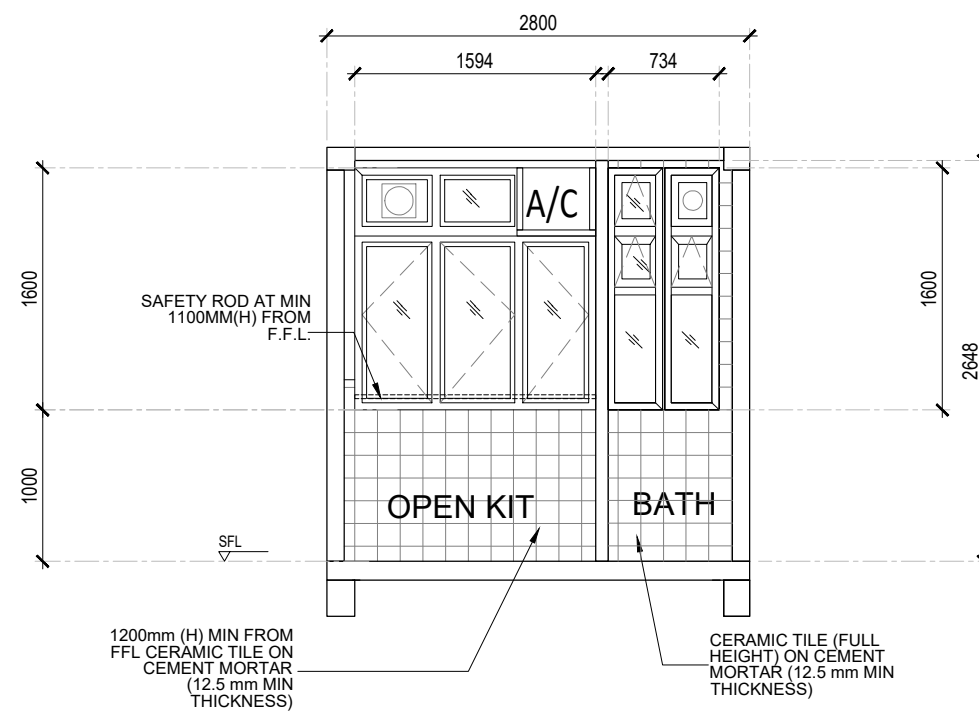 2800
1594
734
A/C
1600
SAFETY ROD AT MIN
1100MM(H) FROM
F.F.L.
1600
2648
1000
OPEN KIT
BATH
SFL
1200mm (H) MIN FROM
FFL CERAMIC TILE ON
CEMENT MORTAR
(12.5 mm MIN
THICKNESS)
CERAMIC TILE (FULL
HEIGHT) ON CEMENT
MORTAR (12.5 mm MIN
THICKNESS)